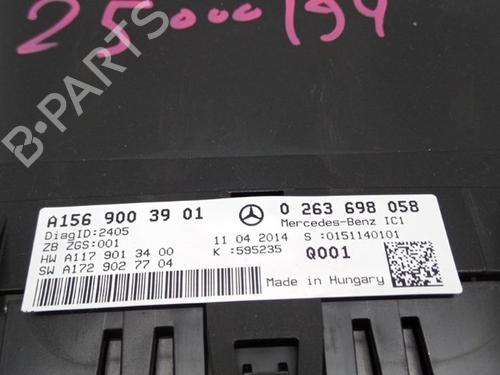 25000194
A156 900 39 01
DiagID:2405
ZB ZGS:001
HW A117 901 34 00
SW A172 902 77 04
11 04 2014
K :595235
0 263 698 058
Mercedes-Benz IC1
S :0151140101
Q001
Made in Hungary
B-PARTS